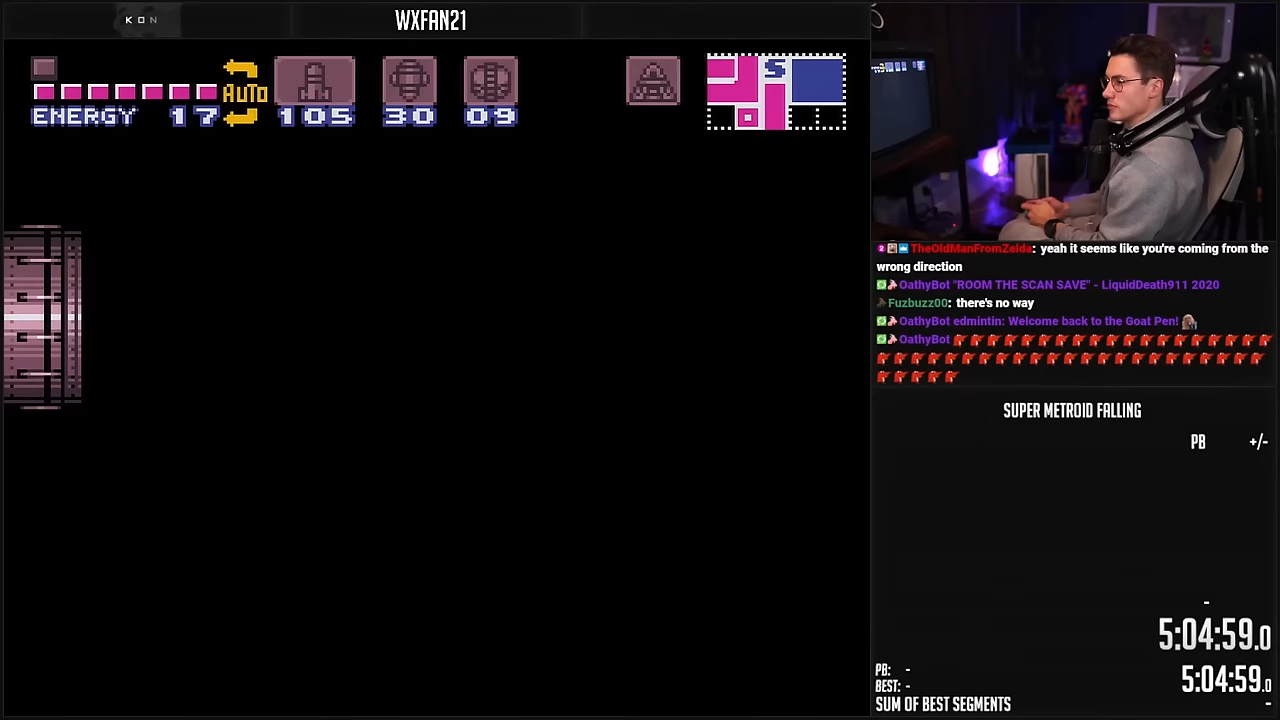 KON
WXFAN21
AUTO
ENERGY 17 105 30 09
S
TheOldManFromZelda: yeah it seems like you're coming from the
wrong direction
OathyBot "ROOM THE SCAN SAVE" - LiquidDeath911 2020
Fuzbuzz00: there's no way
OathyBot edmintin: Welcome back to the Goat Pen!
OathyBot
SUPER METROID FALLING
PB +/-
-
5:04:59.0
PB: -
5:04:59.0
BEST: -
SUM OF BEST SEGMENTS -